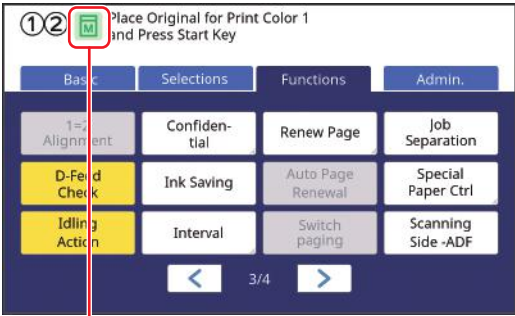 ①② M Place Original for Print Color 1
and Press Start Key
Basic Selections Functions Admin.
1=2
Alignment
Confiden-
tial
Renew Page
Job
Separation
D-Feed
Check
Ink Saving
Auto Page
Renewal
Special
Paper Ctrl
Idling
Action
Interval
Switch
paging
Scanning
Side -ADF
< 3/4 >